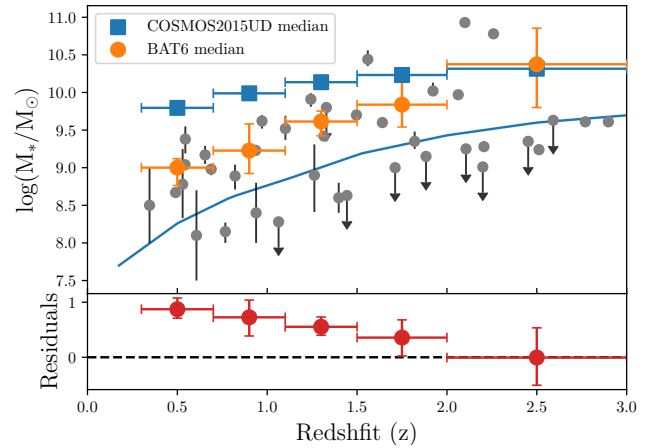 11.0
10.5
10.0
9.5
9.0
8.5
8.0
7.5
log(M*/M⊙)
COSMOS2015UD median
BAT6 median
1
0
Residuals
0.0 0.5 1.0 1.5 2.0 2.5 3.0
Redshfit (z)